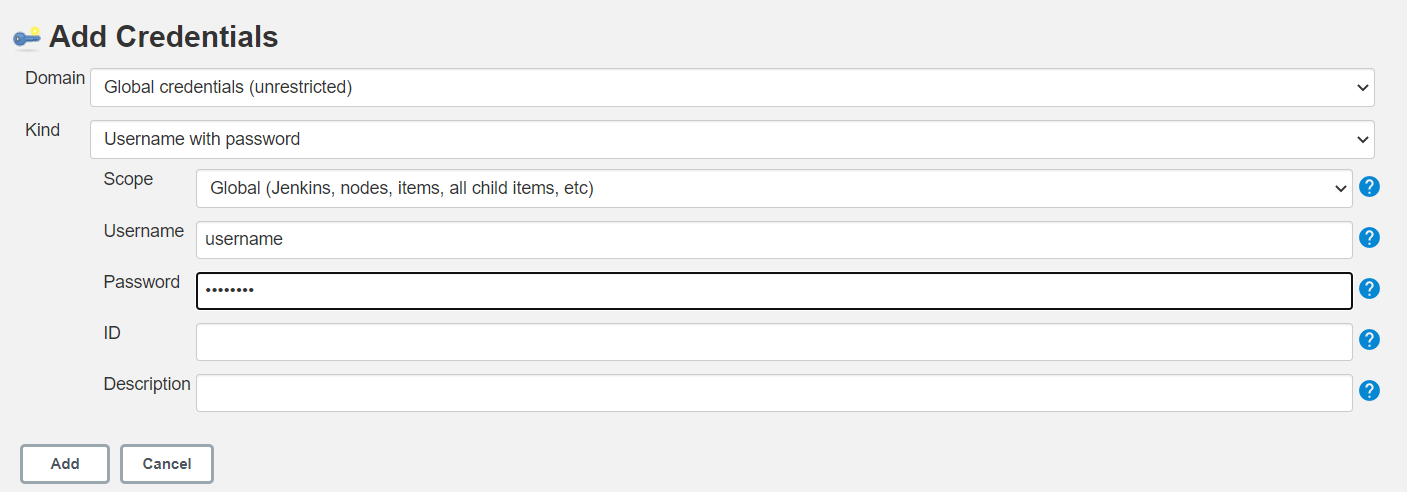 Add Credentials
Domain
Global credentials (unrestricted)
Kind
Username with password
Scope
Global (Jenkins, nodes, items, all child items, etc)
?
Username
username
?
Password
••••••••
?
ID
?
Description
?
Add
Cancel